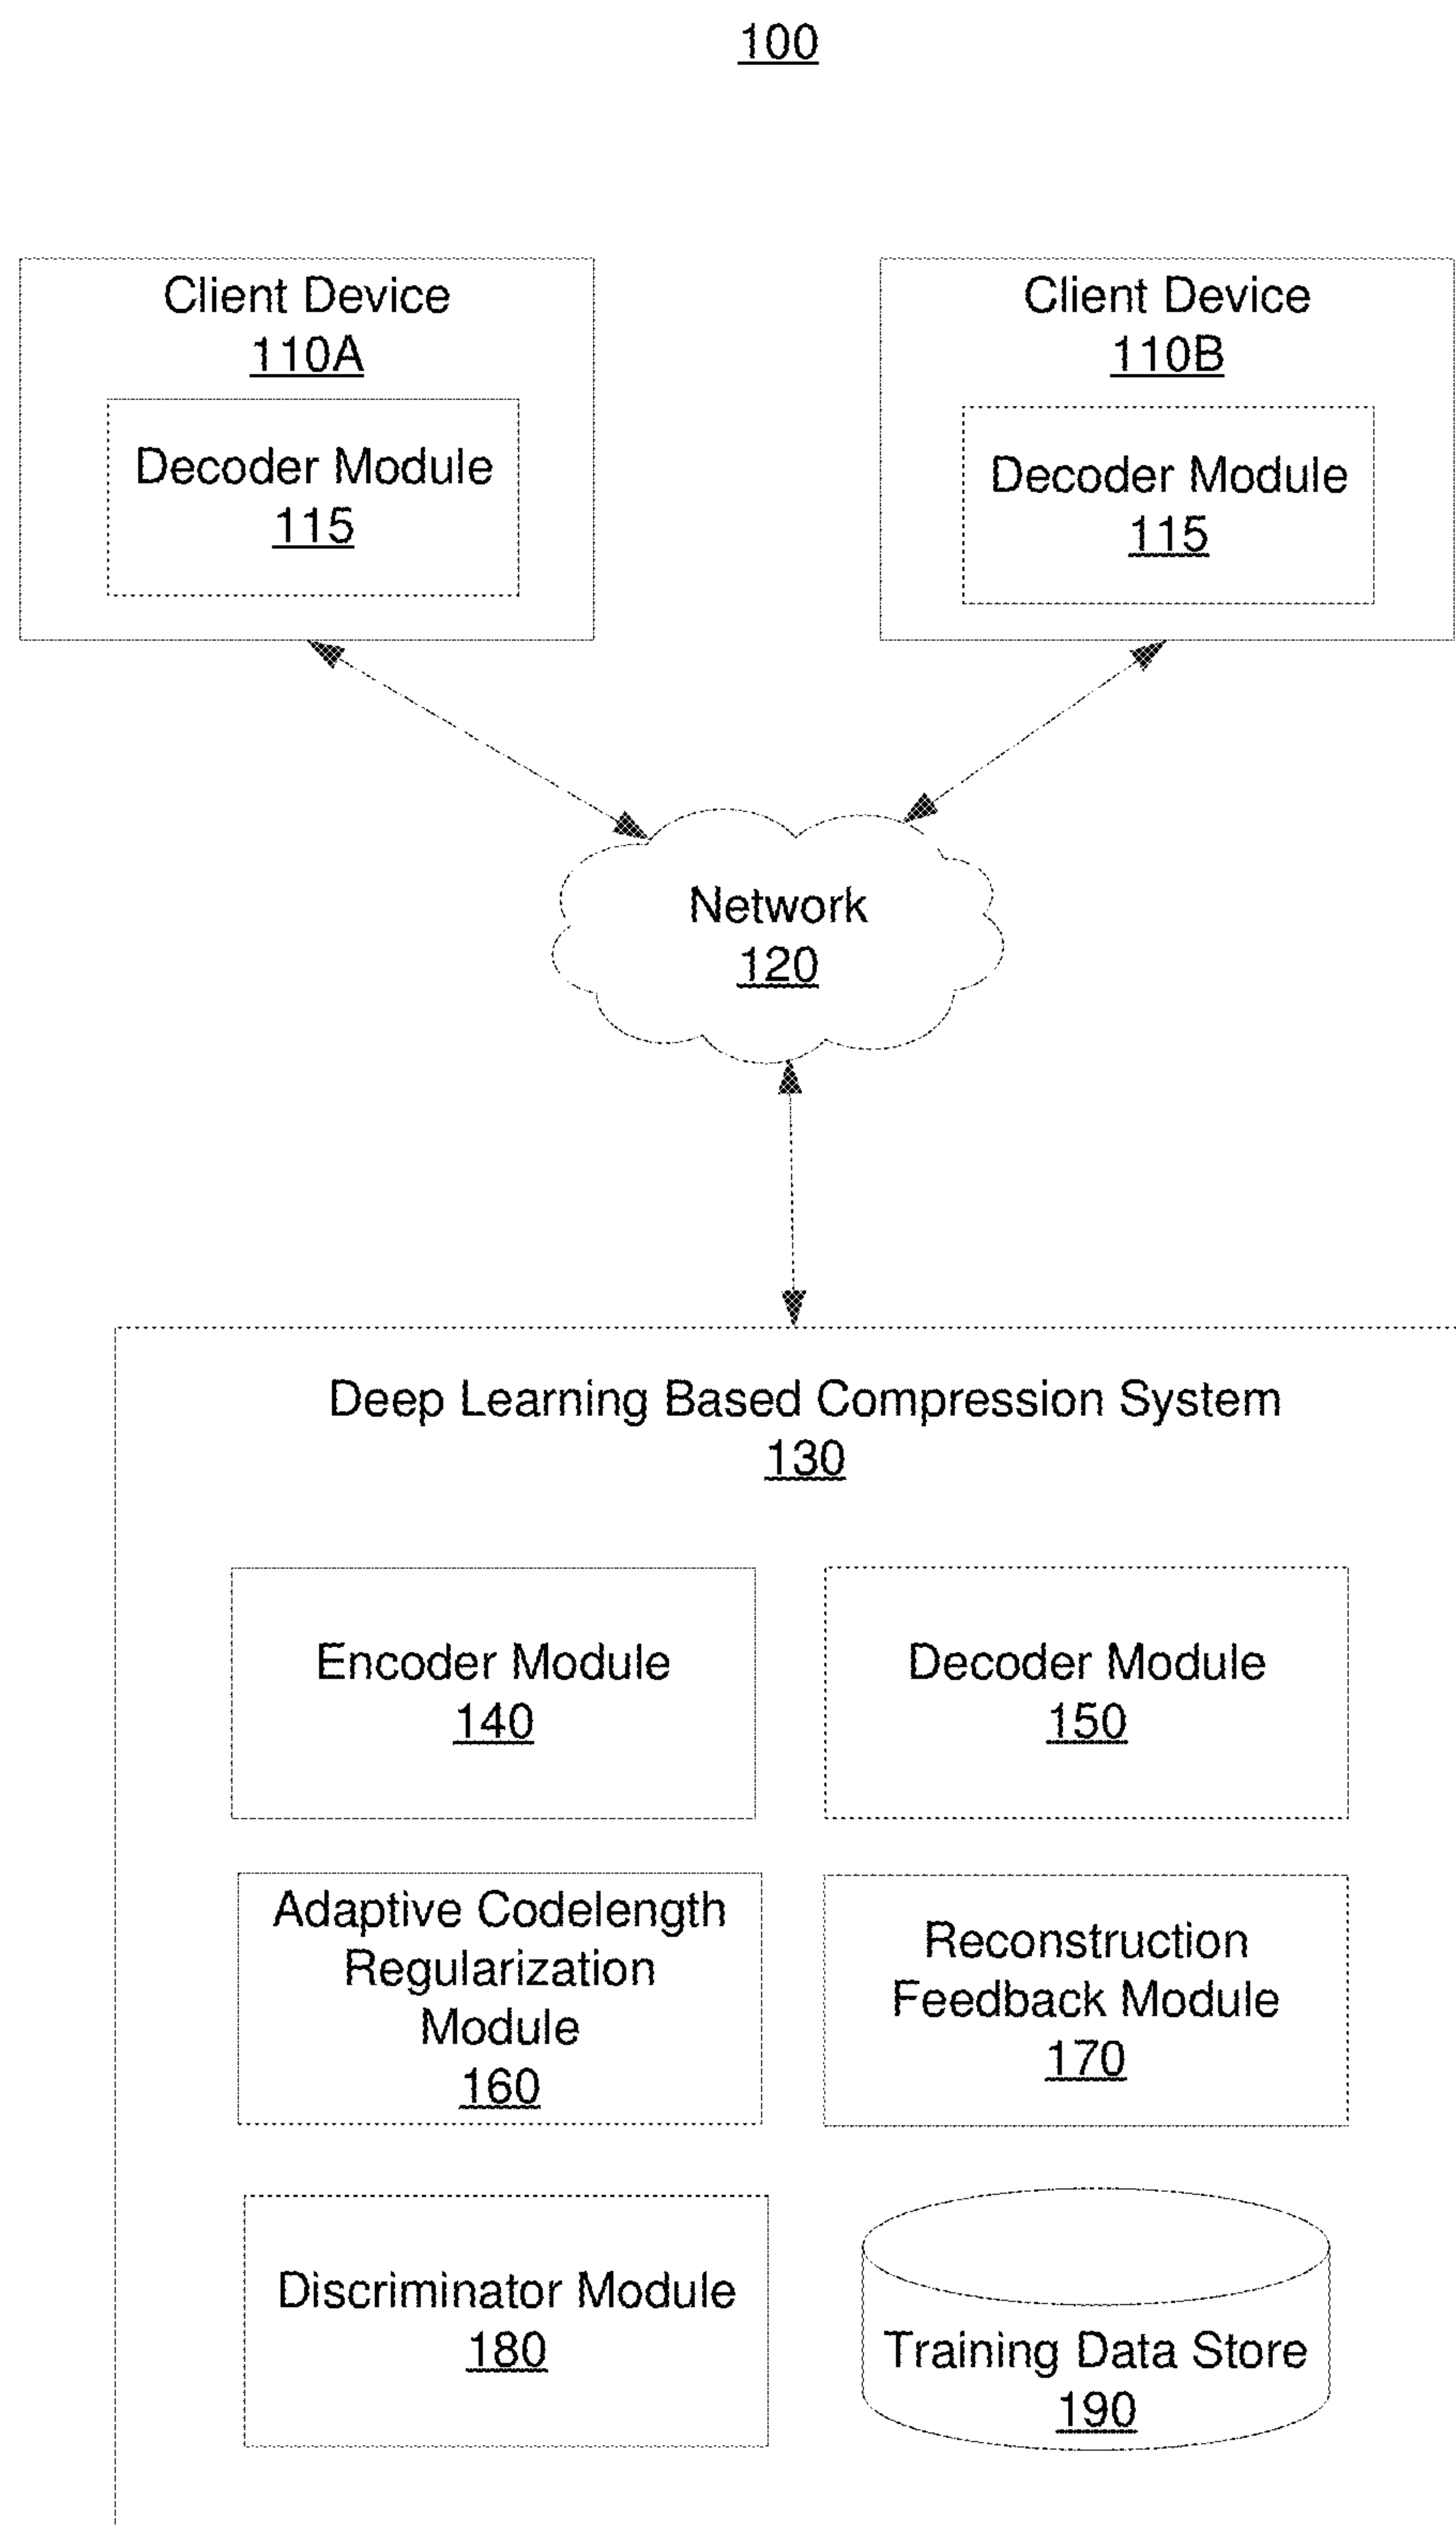 100
Client Device
110A
Decoder Module
115
Client Device
110B
Decoder Module
115
Network
120
Deep Learning Based Compression System
130
Encoder Module
140
Decoder Module
150
Adaptive Codelength
Regularization
Module
160
Reconstruction
Feedback Module
170
Discriminator Module
180
Training Data Store
190